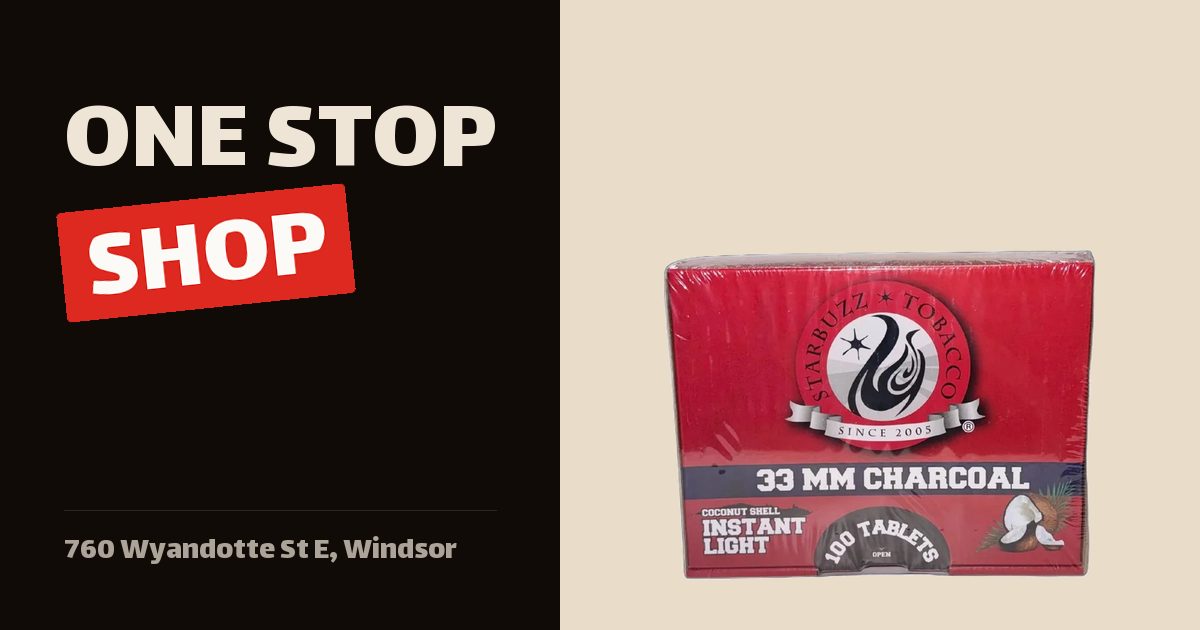 ONE STOP
SHOP
760 Wyandotte St E, Windsor
STARBUZZ TOBACCO
SINCE 2005
®
33 MM CHARCOAL
COCONUT SHELL
INSTANT
LIGHT
100 TABLETS
OPEN